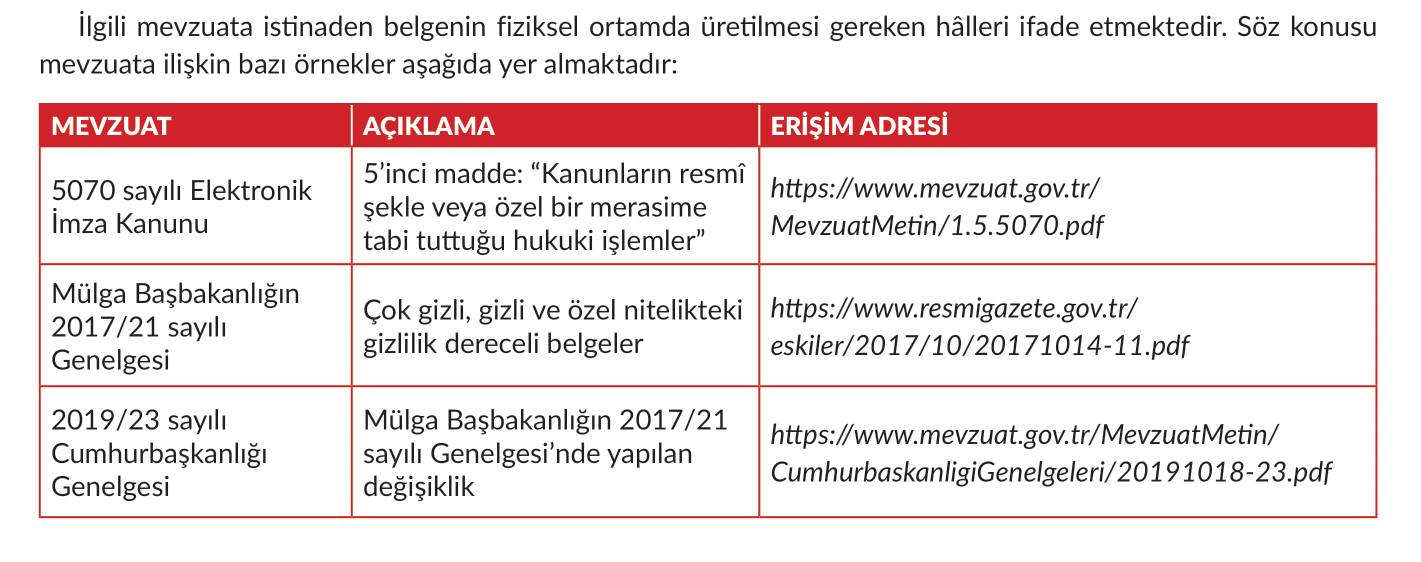 İlgili mevzuata istinaden belgenin fiziksel ortamda üretilmesi gereken hâlleri ifade etmektedir. Söz konusu
mevzuata ilişkin bazı örnekler aşağıda yer almaktadır:
MEVZUAT
AÇIKLAMA
ERİŞİM ADRESİ
5070 sayılı Elektronik
İmza Kanunu
5’inci madde: “Kanunların resmî
şekle veya özel bir merasime
tabi tuttuğu hukuki işlemler”
https://www.mevzuat.gov.tr/
MevzuatMetin/1.5.5070.pdf
Mülga Başbakanlığın
2017/21 sayılı
Genelgesi
Çok gizli, gizli ve özel nitelikteki
gizlilik dereceli belgeler
https://www.resmigazete.gov.tr/
eskiler/2017/10/20171014-11.pdf
2019/23 sayılı
Cumhurbaşkanlığı
Genelgesi
Mülga Başbakanlığın 2017/21
sayılı Genelgesi’nde yapılan
değişiklik
https://www.mevzuat.gov.tr/MevzuatMetin/
CumhurbaskanligiGenelgeleri/20191018-23.pdf